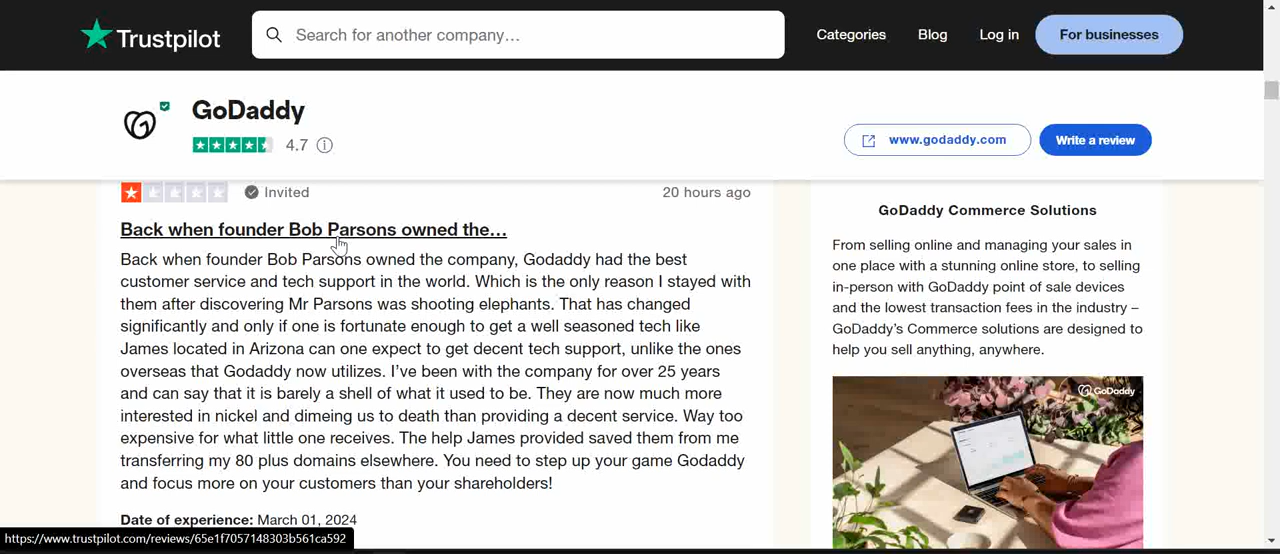 Trustpilot
Search for another company…
Categories
Blog
Log in
For businesses
GoDaddy
4.7
www.godaddy.com
Write a review
Invited
20 hours ago
Back when founder Bob Parsons owned the…
Back when founder Bob Parsons owned the company, Godaddy had the best
customer service and tech support in the world. Which is the only reason I stayed with
them after discovering Mr Parsons was shooting elephants. That has changed
significantly and only if one is fortunate enough to get a well seasoned tech like
James located in Arizona can one expect to get decent tech support, unlike the ones
overseas that Godaddy now utilizes. I've been with the company for over 25 years
and can say that it is barely a shell of what it used to be. They are now much more
interested in nickel and dimeing us to death than providing a decent service. Way too
expensive for what little one receives. The help James provided saved them from me
transferring my 80 plus domains elsewhere. You need to step up your game Godaddy
and focus more on your customers than your shareholders!
Date of experience: March 01, 2024
https://www.trustpilot.com/reviews/65e1f7057148303b561ca592
GoDaddy Commerce Solutions
From selling online and managing your sales in
one place with a stunning online store, to selling
in-person with GoDaddy point of sale devices
and the lowest transaction fees in the industry –
GoDaddy's Commerce solutions are designed to
help you sell anything, anywhere.
GoDaddy